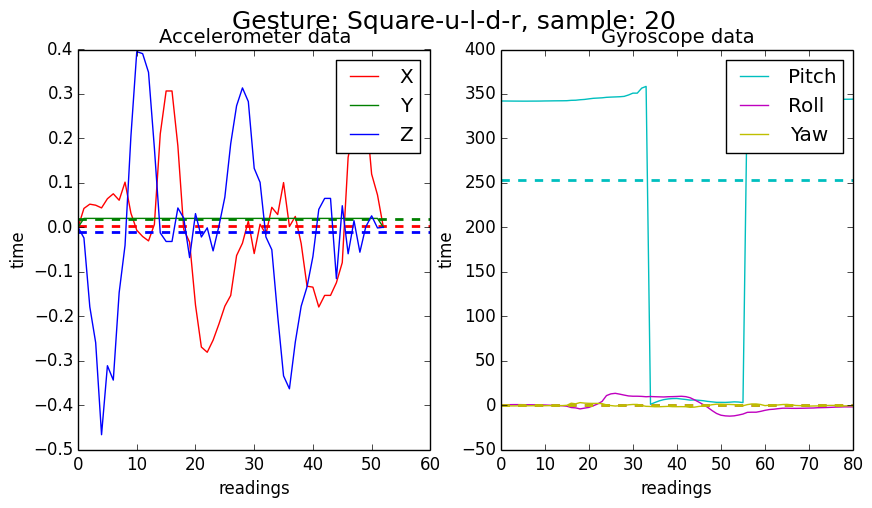 Gesture: Square-u-l-d-r, sample: 20
Accelerometer data
0.4
0.3
0.2
0.1
0.0
−0.1
−0.2
−0.3
−0.4
−0.5
time
0 10 20 30 40 50 60
readings
X
Y
Z
Gyroscope data
400
350
300
250
200
150
100
50
0
−50
time
0 10 20 30 40 50 60 70 80
readings
Pitch
Roll
Yaw